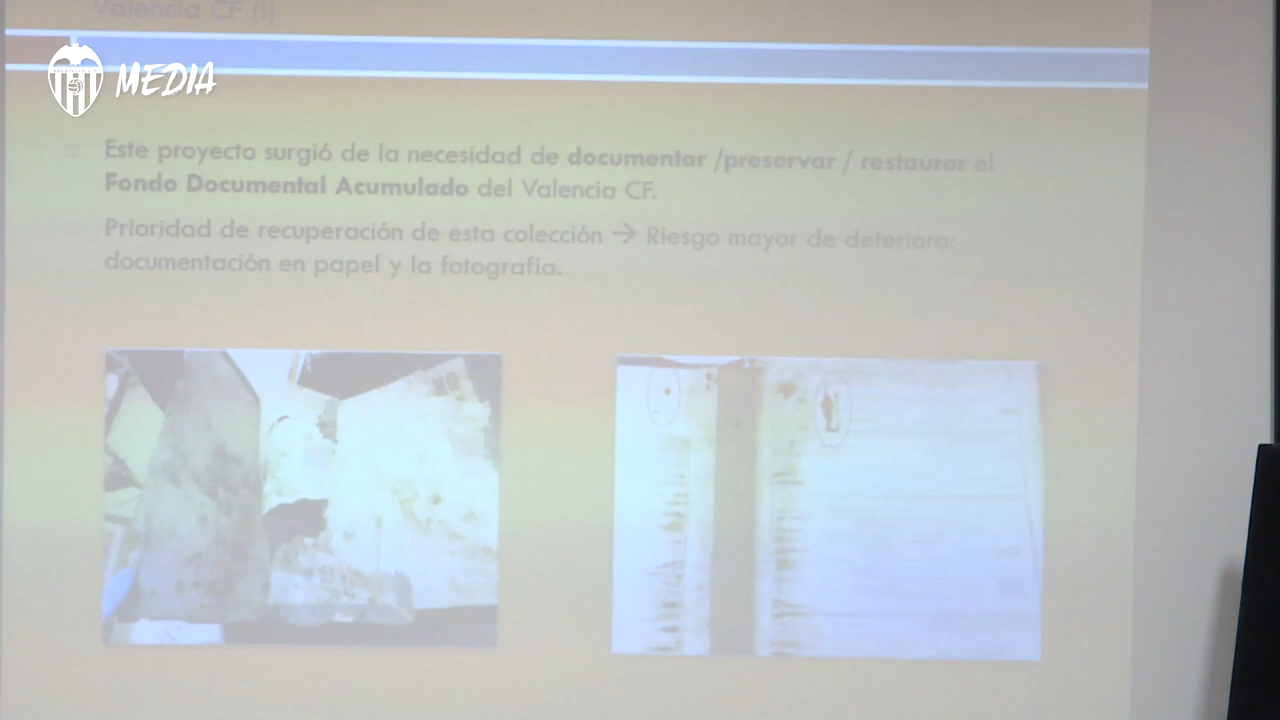 Valencia CF (I)
MEDIA
Este proyecto surgió de la necesidad de documentar /preservar / restaurar el
Fondo Documental Acumulado del Valencia CF.
Prioridad de recuperación de esta colección → Riesgo mayor de deterioro:
documentación en papel y la fotografía.